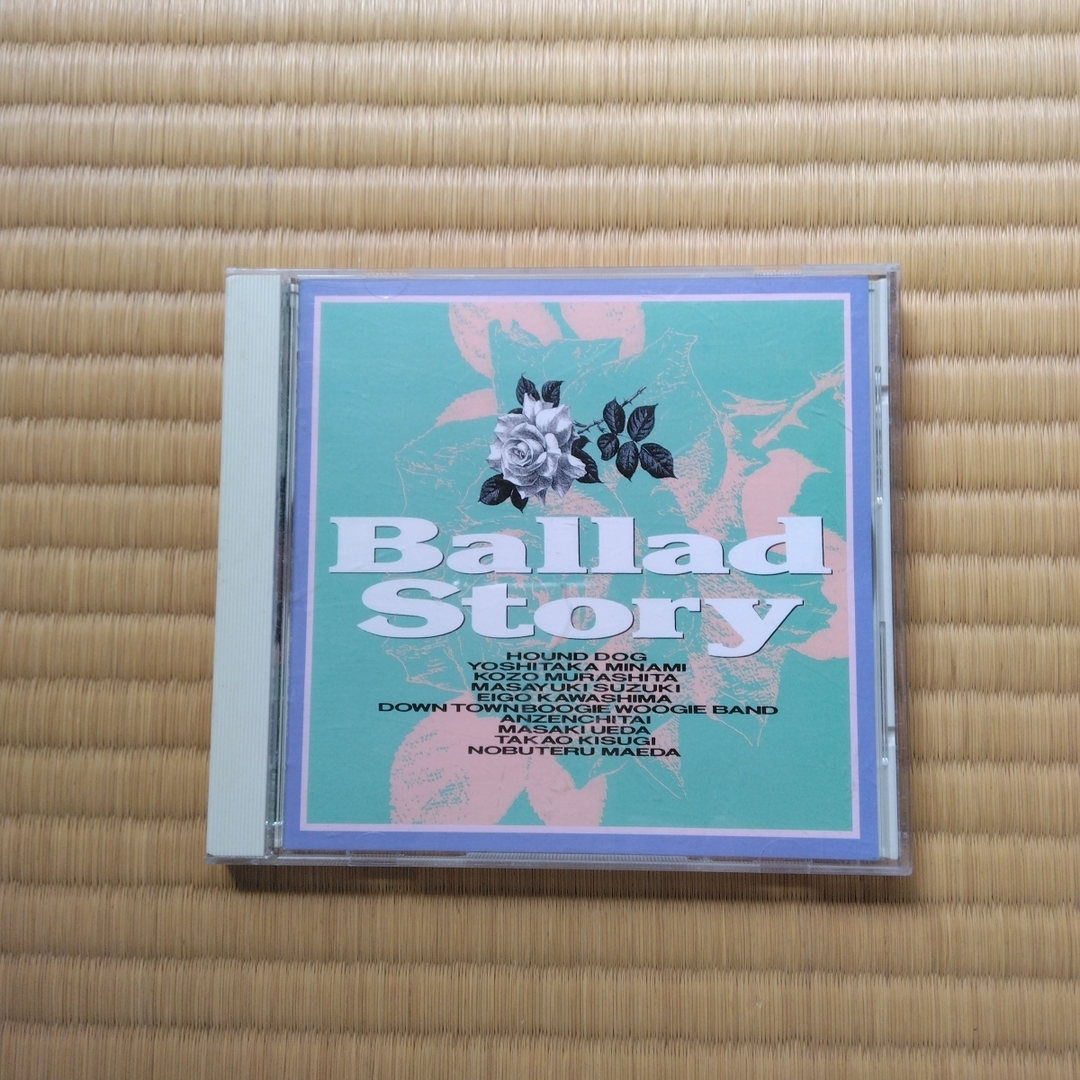 Ballad
Story
HOUND DOG
YOSHITAKA MINAMI
KOZO MURASHITA
MASAYUKI SUZUKI
EIGO KAWASHIMA
DOWN TOWN BOOGIE WOOGIE BAND
ANZENCHITAI
MASAKI UEDA
TAKAO KISUGI
NOBUTERU MAEDA